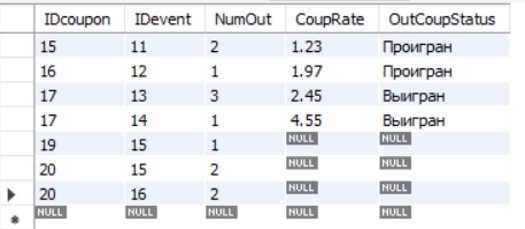 IDcoupon IDevent NumOut CoupRate OutCoupStatus
15 11 2 1.23 Проигран
16 12 1 1.97 Проигран
17 13 3 2.45 Выигран
17 14 1 4.55 Выигран
19 15 1 NULL NULL
20 15 2 NULL NULL
20 16 2 NULL NULL
NULL NULL NULL NULL NULL